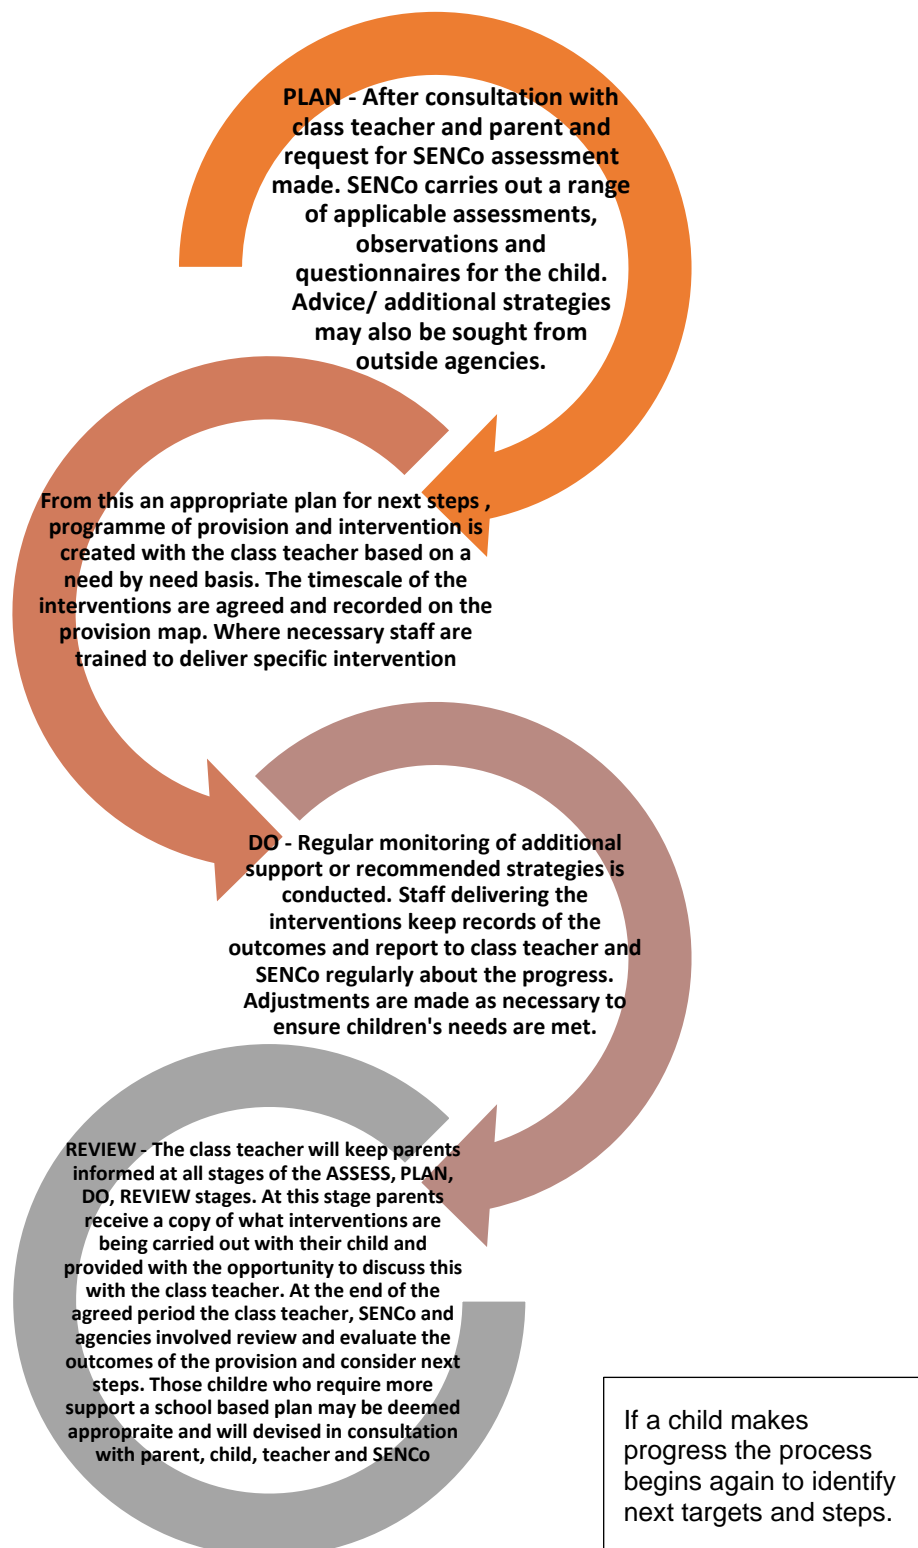 PLAN - After consultation with
class teacher and parent and
request for SENCo assessment
made. SENCo carries out a range
of applicable assessments,
observations and
questionnaires for the child.
Advice/ additional strategies
may also be sought from
outside agencies.
From this an appropriate plan for next steps ,
programme of provision and intervention is
created with the class teacher based on a
need by need basis. The timescale of the
interventions are agreed and recorded on the
provision map. Where necessary staff are
trained to deliver specific intervention
DO - Regular monitoring of additional
support or recommended strategies is
conducted. Staff delivering the
interventions keep records of the
outcomes and report to class teacher and
SENCo regularly about the progress.
Adjustments are made as necessary to
ensure children's needs are met.
REVIEW - The class teacher will keep parents
informed at all stages of the ASSESS, PLAN,
DO, REVIEW stages. At this stage parents
receive a copy of what interventions are
being carried out with their child and
provided with the opportunity to discuss this
with the class teacher. At the end of the
agreed period the class teacher, SENCo and
agencies involved review and evaluate the
outcomes of the provision and consider next
steps. Those childre who require more
support a school based plan may be deemed
appropraite and will devised in consultation
with parent, child, teacher and SENCo
If a child makes
progress the process
begins again to identify
next targets and steps.